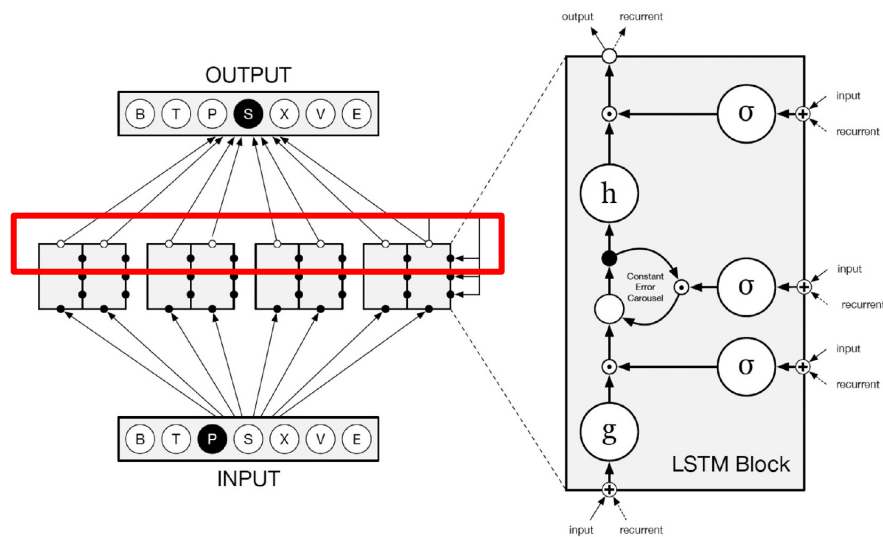 OUTPUT
B T P S X V E
B T P S X V E
INPUT
output recurrent
σ
input
recurrent
h
Constant
Error
Carousel
σ
input
recurrent
σ
input
recurrent
g
LSTM Block
input recurrent